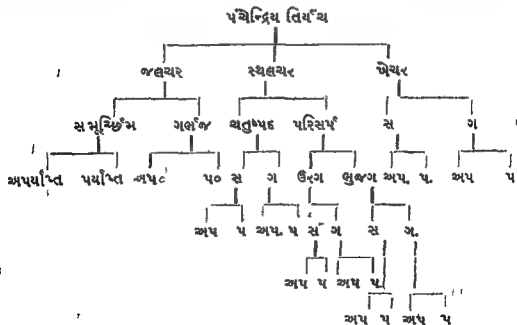 પંચેન્દ્રિય તિર્યંચ
જલચર સ્થલચર ખેચર
સમૂર્ચ્છિમ ગર્ભજ ચતુષ્પદ પરિસર્પ સ ગ
અપર્યાપ્ત પર્યાપ્ત અપ૦ ૫૦ સ ગ ઉરગ ભુજગ અપ. પ. અપ પ
અપ પ અપ. પ સં ગ સ ગ.
અપ પ અપ પ.
અપ પ અપ પ